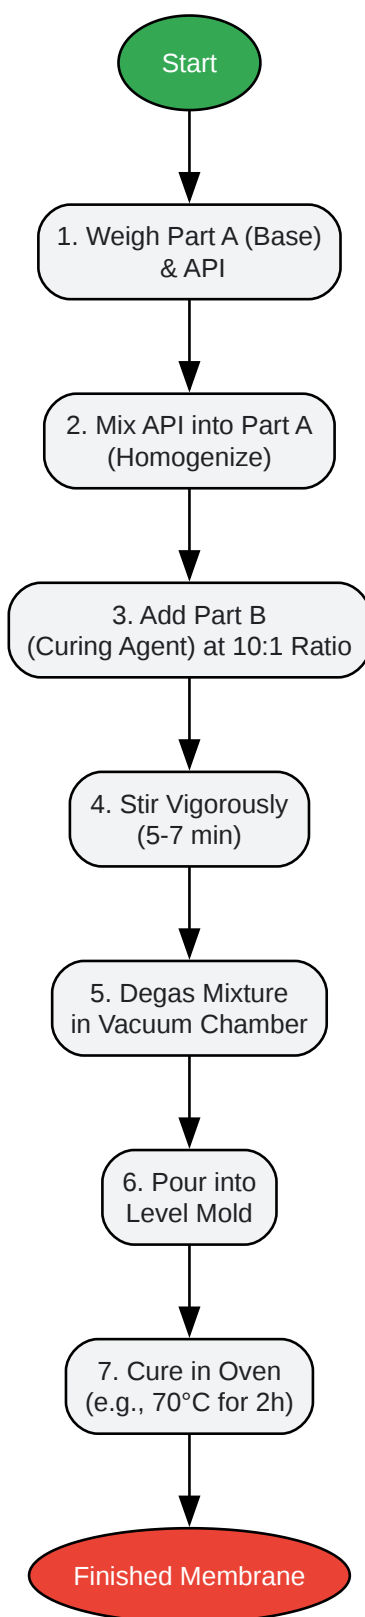 Start
1. Weigh Part A (Base)
& API
2. Mix API into Part A
(Homogenize)
3. Add Part B
(Curing Agent) at 10:1 Ratio
4. Stir Vigorously
(5-7 min)
5. Degas Mixture
in Vacuum Chamber
6. Pour into
Level Mold
7. Cure in Oven
(e.g., 70°C for 2h)
Finished Membrane